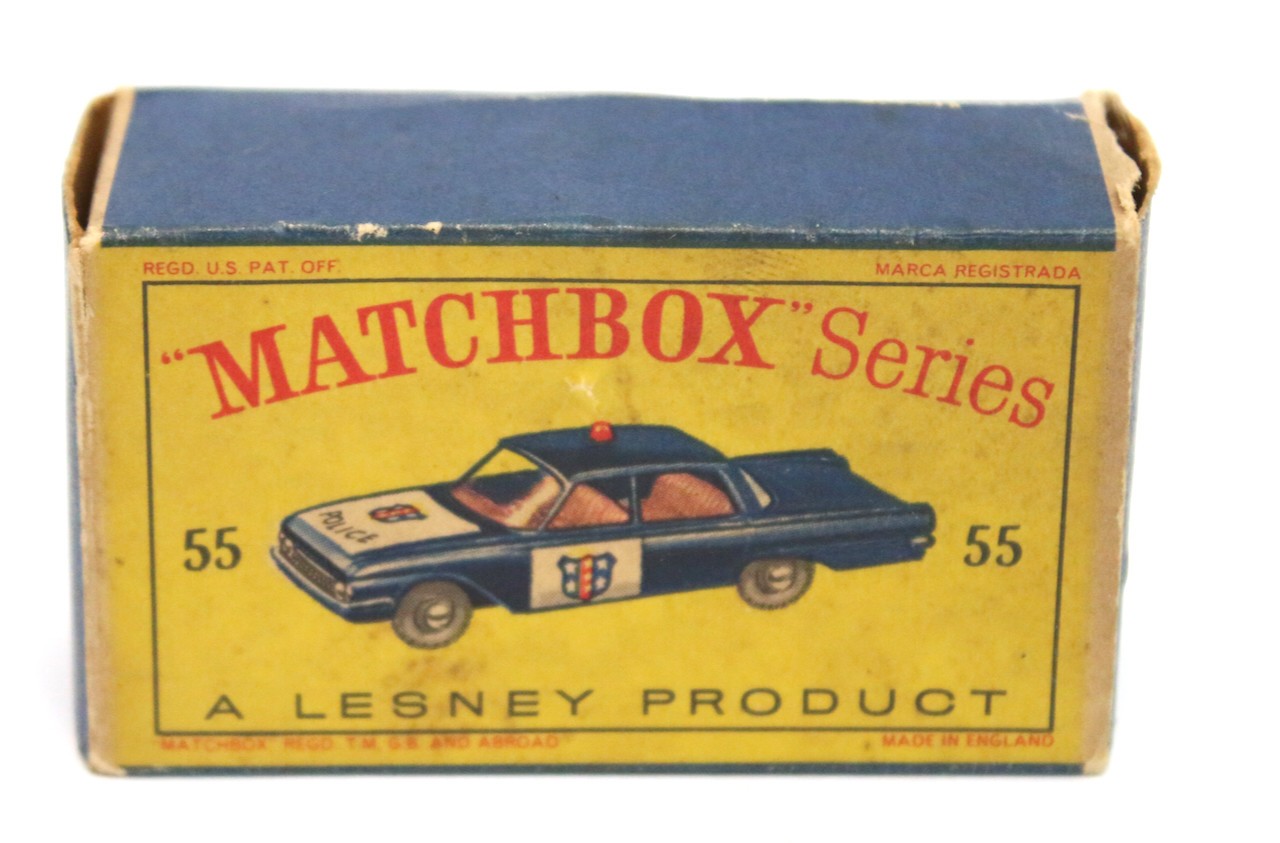 REGD. U.S. PAT. OFF.
MARCA REGISTRADA
"MATCHBOX" Series
POLICE
55
55
A LESNEY PRODUCT
"MATCHBOX" REGD. T.M. G.B. AND ABROAD
MADE IN ENGLAND